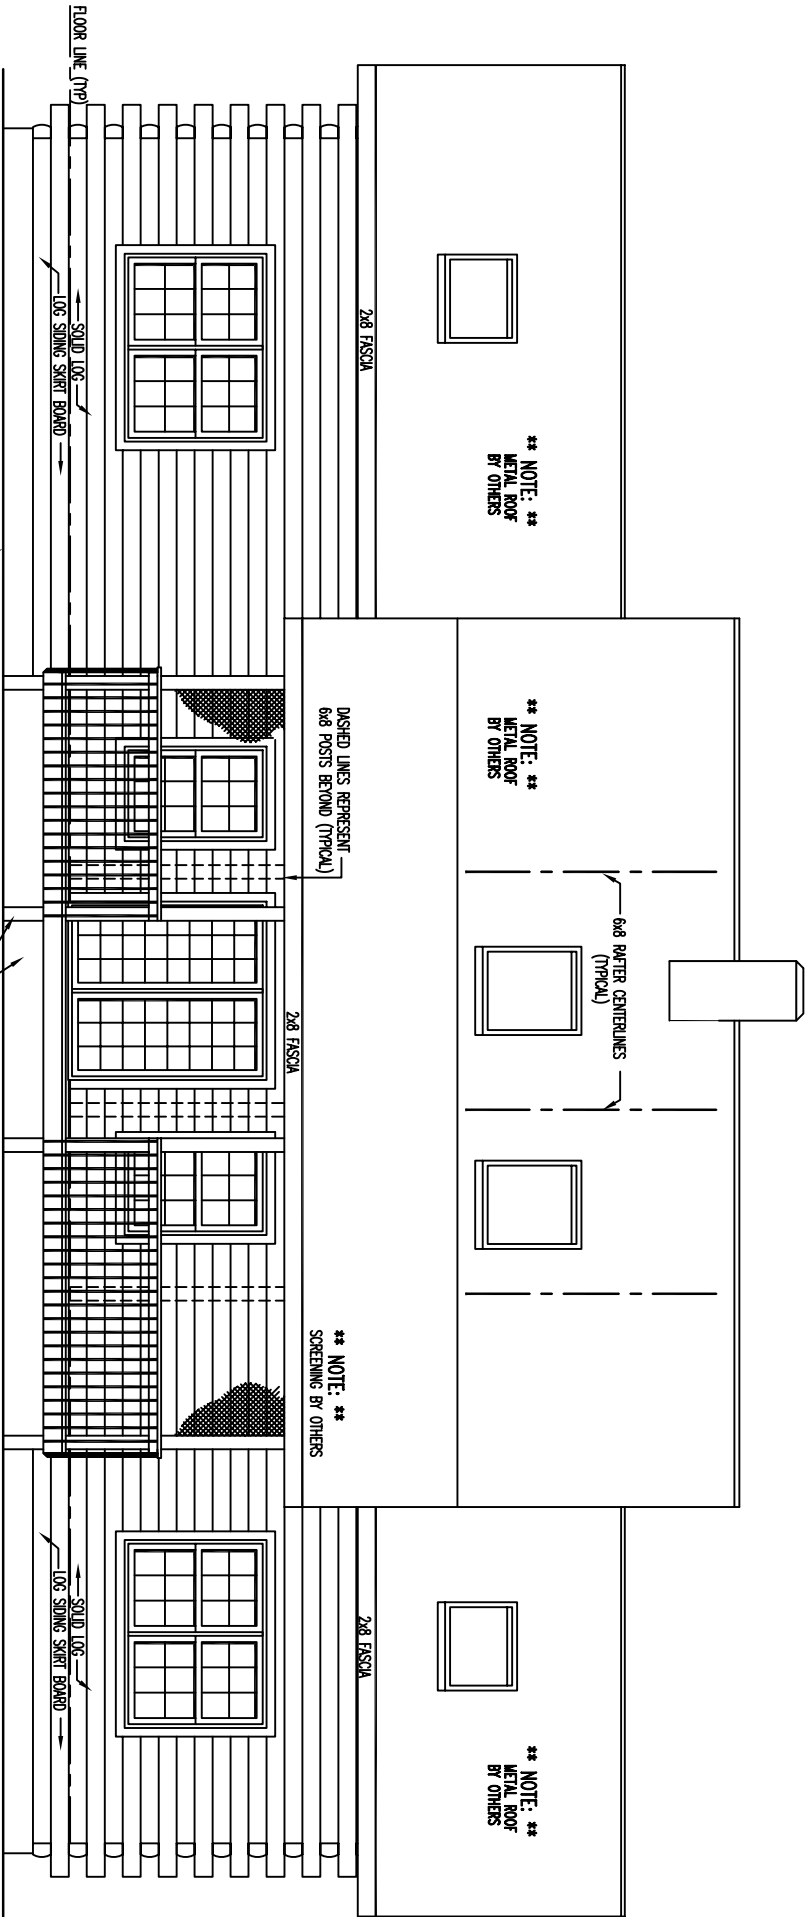 ** NOTE: **
METAL ROOF
BY OTHERS
** NOTE: **
METAL ROOF
BY OTHERS
6x8 RAFTER CENTERLINES
(TYPICAL)
** NOTE: **
METAL ROOF
BY OTHERS
2x8 FASCIA
DASHED LINES REPRESENT
6x8 POSTS BEYOND (TYPICAL)
2x8 FASCIA
** NOTE: **
SCREENING BY OTHERS
2x8 FASCIA
FLOOR LINE (TYP)
SOLID LOG
LOG SIDING SKIRT BOARD
SOLID LOG
LOG SIDING SKIRT BOARD